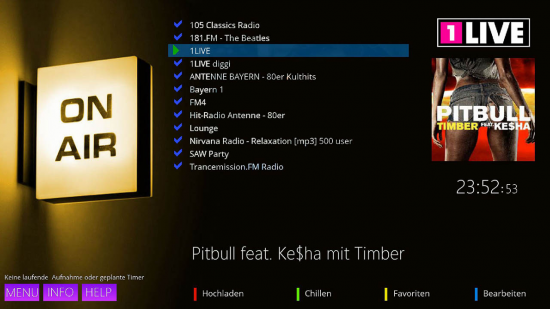 ON
AIR
105 Classics Radio
181.FM - The Beatles
1LIVE
1LIVE diggi
ANTENNE BAYERN - 80er Kulthits
Bayern 1
FM4
Hit-Radio Antenne - 80er
Lounge
Nirvana Radio - Relaxation [mp3] 500 user
SAW Party
Trancemission.FM Radio
1LIVE
PITBULL
TIMBER FEAT. KE$HA
23:52:53
Pitbull feat. Ke$ha mit Timber
Keine laufende Aufnahme oder geplante Timer
MENU INFO HELP
Hochladen Chillen Favoriten Bearbeiten